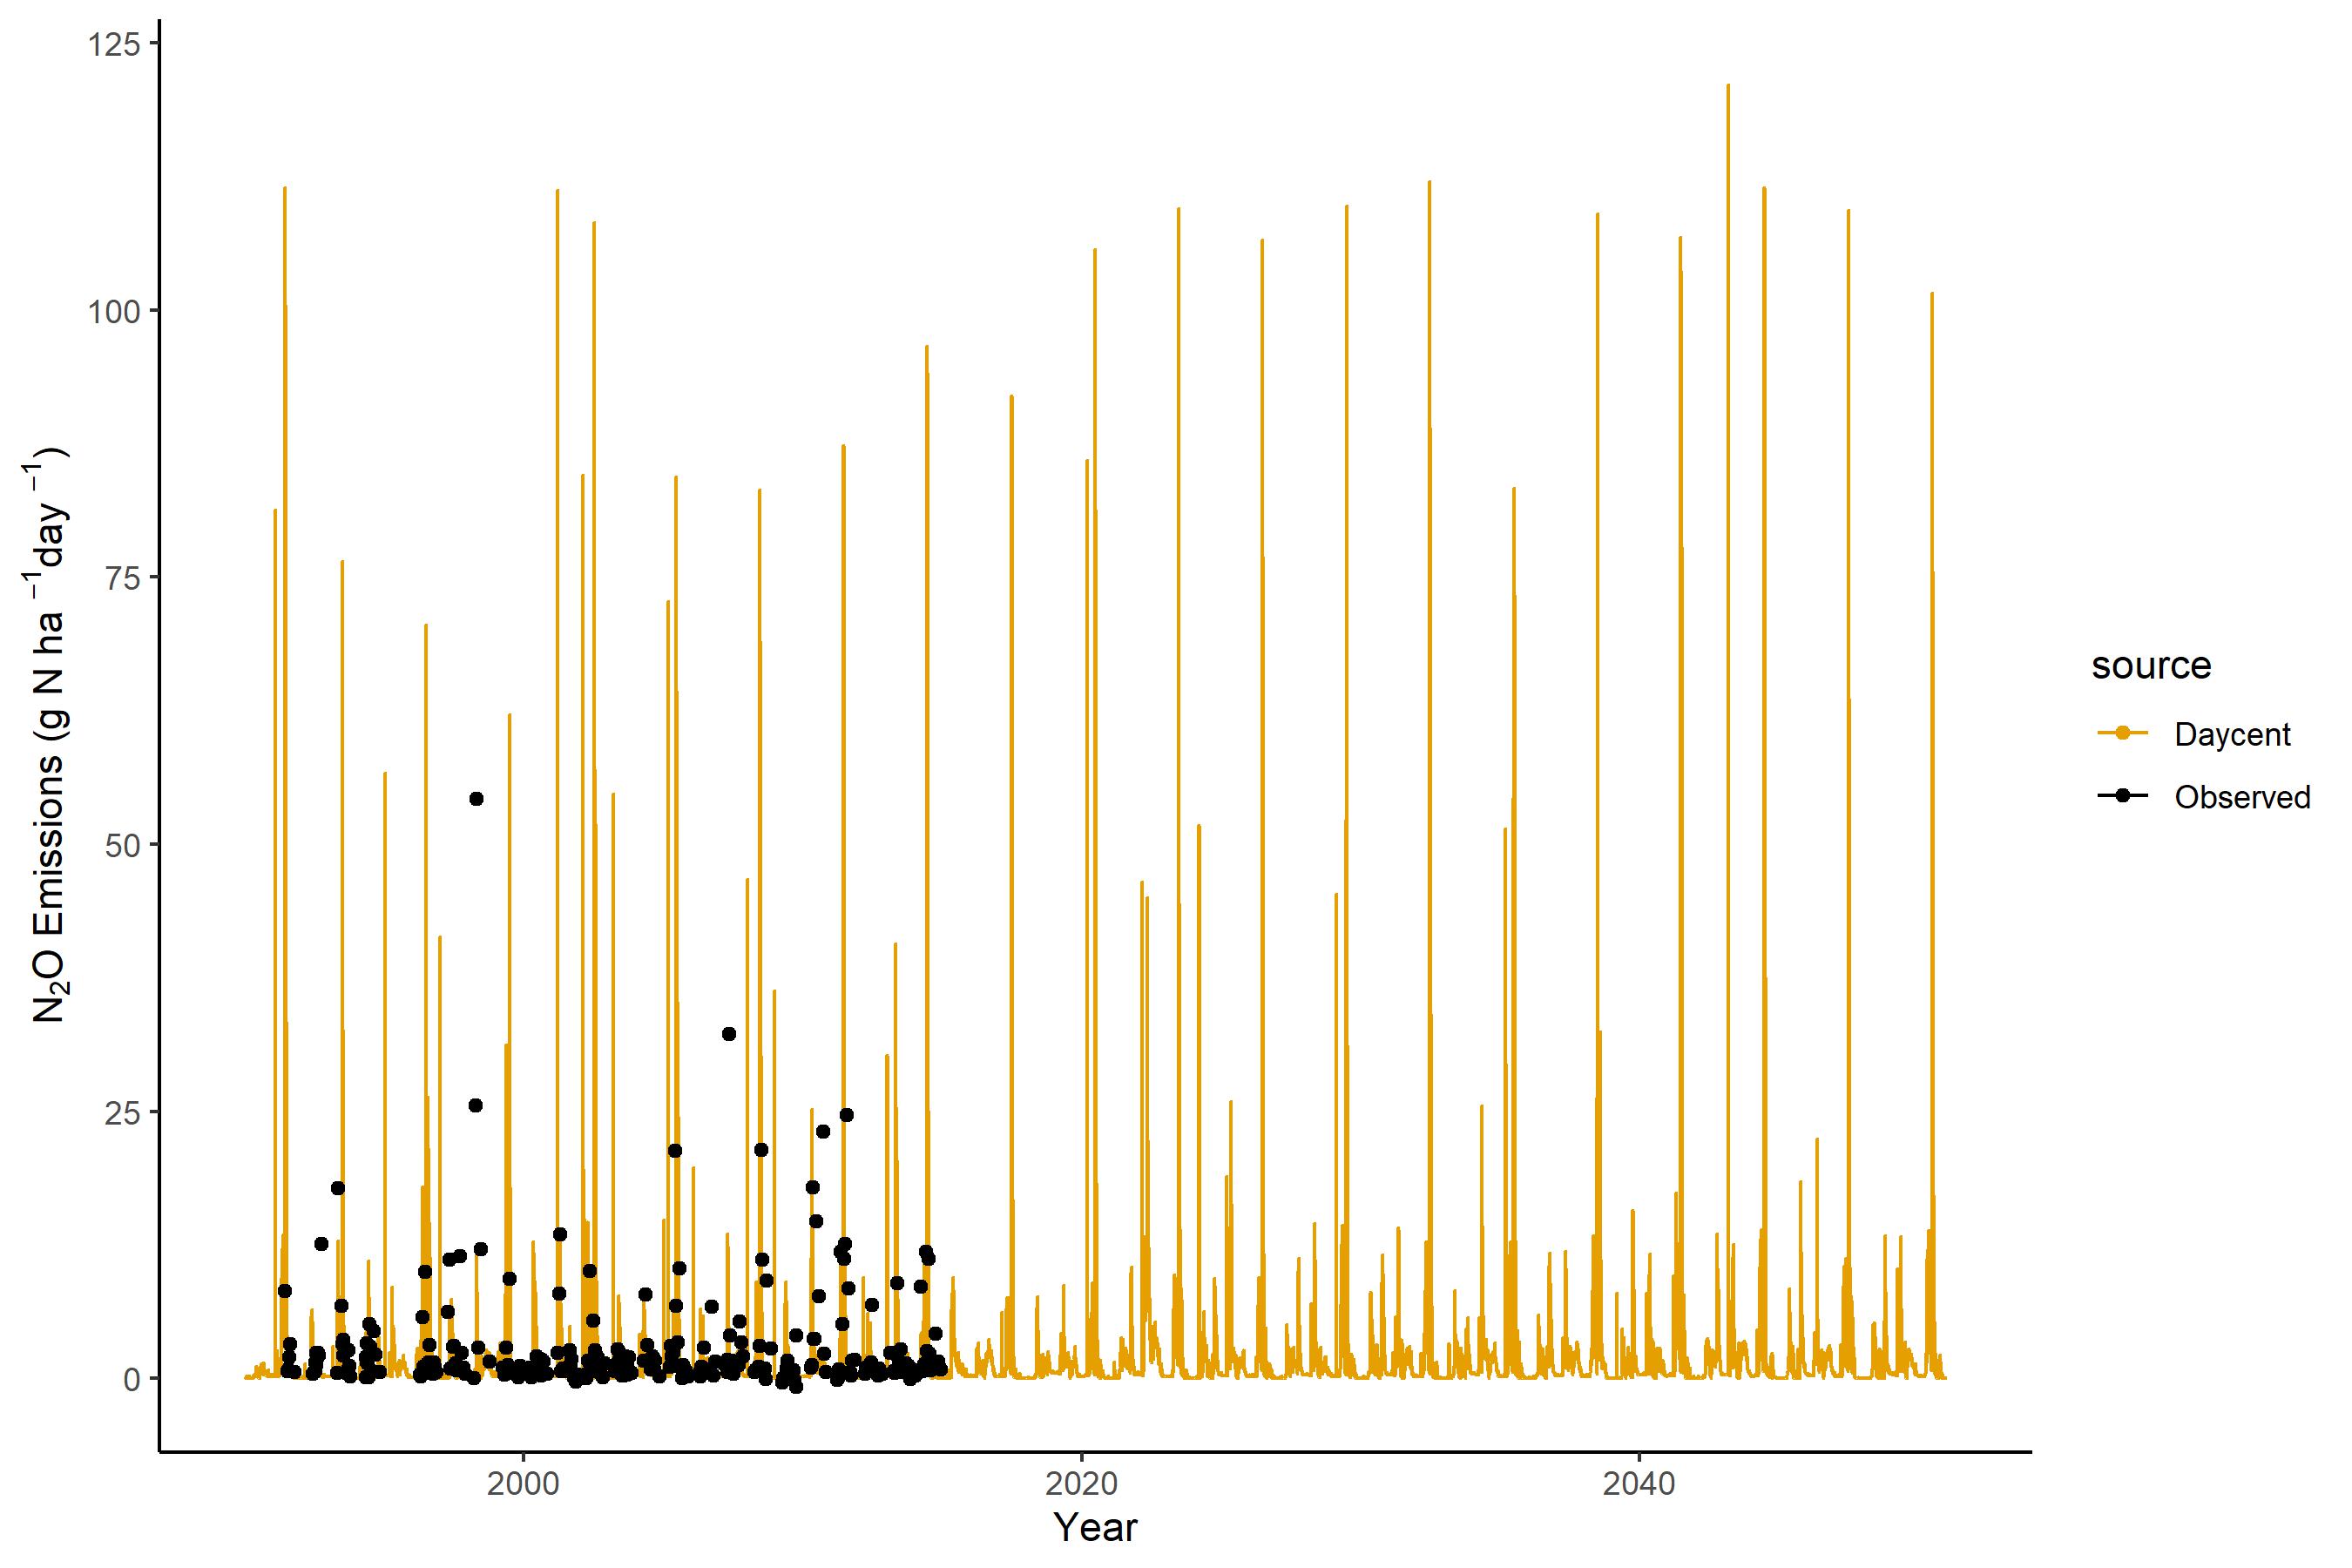 125
100
75
50
25
0
N₂O Emissions (g N ha ⁻¹day ⁻¹)
2000
2020
2040
Year
source
Daycent
Observed